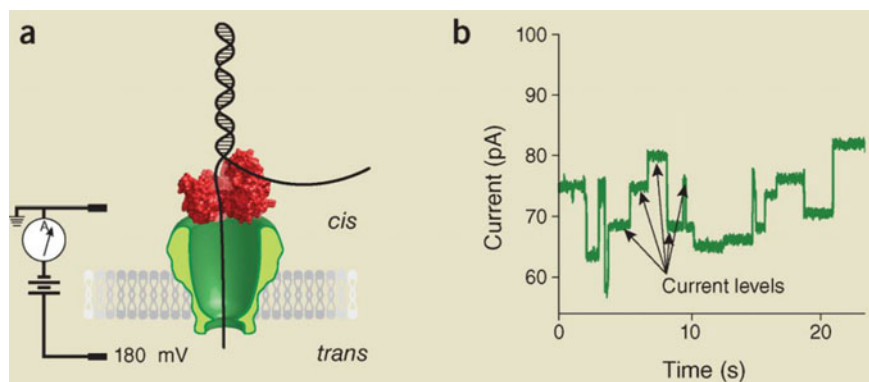 a
A
cis
180 mV
trans
b
Current (pA)
100
90
80
70
60
Current levels
0
10
20
Time (s)